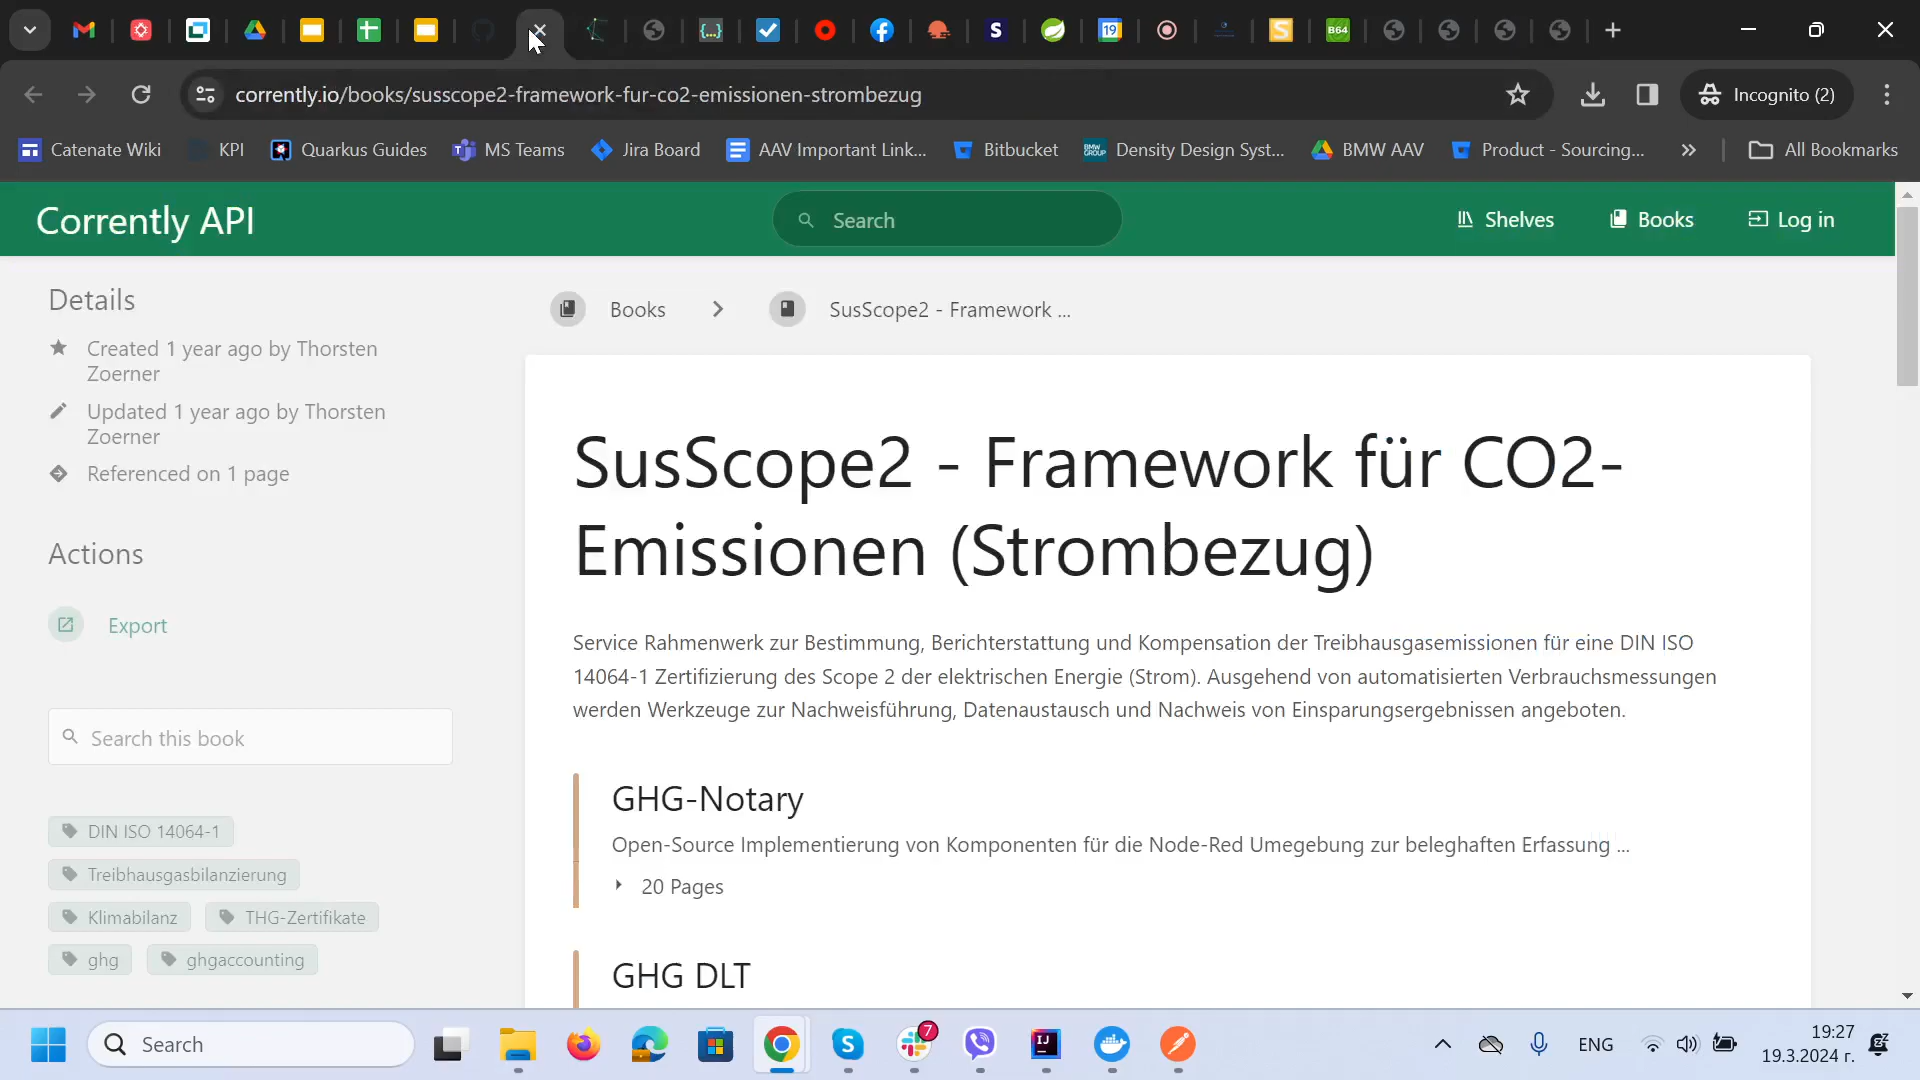 {...}
S
19
S
B64
corrently.io/books/susscope2-framework-fur-co2-emissionen-strombezug
Incognito (2)
Catenate Wiki
KPI
Quarkus Guides
MS Teams
Jira Board
AAV Important Link...
Bitbucket
BMW GROUP
Density Design Syst...
BMW AAV
Product - Sourcing...
All Bookmarks
Corrently API
Search
Shelves
Books
Log in
Details
Created 1 year ago by Thorsten
Zoerner
Updated 1 year ago by Thorsten
Zoerner
Referenced on 1 page
Actions
Export
Search this book
DIN ISO 14064-1
Treibhausgasbilanzierung
Klimabilanz
THG-Zertifikate
ghg
ghgaccounting
Books
SusScope2 - Framework ...
SusScope2 - Framework für CO2-
Emissionen (Strombezug)
Service Rahmenwerk zur Bestimmung, Berichterstattung und Kompensation der Treibhausgasemissionen für eine DIN ISO
14064-1 Zertifizierung des Scope 2 der elektrischen Energie (Strom). Ausgehend von automatisierten Verbrauchsmessungen
werden Werkzeuge zur Nachweisführung, Datenaustausch und Nachweis von Einsparungsergebnissen angeboten.
GHG-Notary
Open-Source Implementierung von Komponenten für die Node-Red Umegebung zur beleghaften Erfassung ...
20 Pages
GHG DLT
Search
S
7
IJ
ENG
19:27
19.3.2024 г.